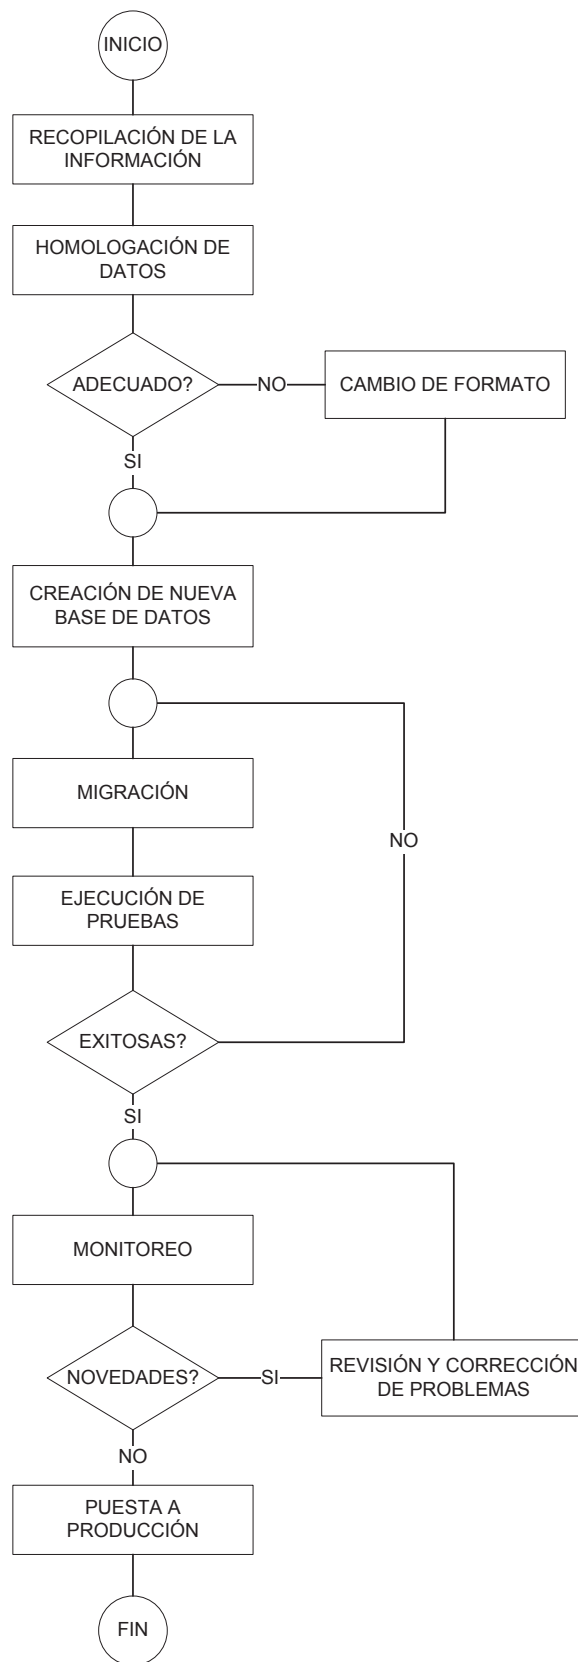 INICIO
RECOPILACIÓN DE LA
INFORMACIÓN
HOMOLOGACIÓN DE
DATOS
ADECUADO?
NO
CAMBIO DE FORMATO
SI
CREACIÓN DE NUEVA
BASE DE DATOS
MIGRACIÓN
NO
EJECUCIÓN DE
PRUEBAS
EXITOSAS?
SI
MONITOREO
NOVEDADES?
SI
REVISIÓN Y CORRECCIÓN
DE PROBLEMAS
NO
PUESTA A
PRODUCCIÓN
FIN